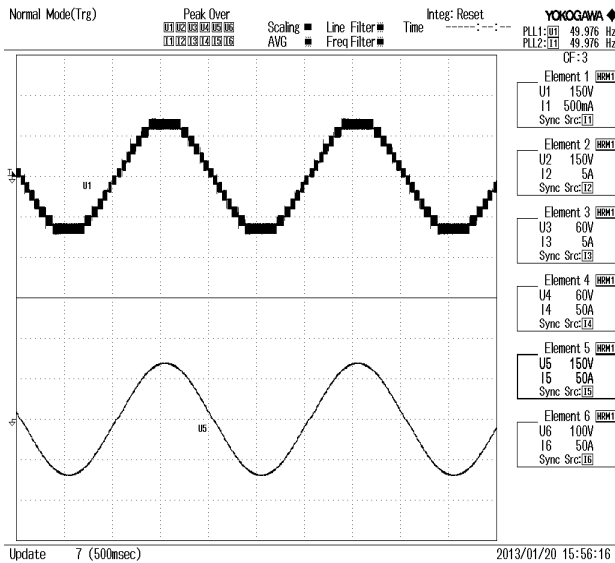 Normal Mode(Trg) Peak Over Scaling ■ Line Filter■ Integ: Reset YOKOGAWA ◆
U1 U2 U3 U4 U5 U6 AVG ■ Freq Filter■ Time -----:--:-- PLL1:U1 49.976 Hz
I1 I2 I3 I4 I5 I6 PLL2:I1 49.976 Hz
CF:3
Element 1 HRM1
U1 150V
I1 500mA
Sync Src:I1
Element 2 HRM1
U2 150V
I2 5A
Sync Src:I2
Element 3 HRM1
U3 60V
I3 5A
Sync Src:I3
Element 4 HRM1
U4 60V
I4 50A
Sync Src:I4
Element 5 HRM1
U5 150V
I5 50A
Sync Src:I5
Element 6 HRM1
U6 100V
I6 50A
Sync Src:I6
U1
U5
Update 7 (500msec) 2013/01/20 15:56:16